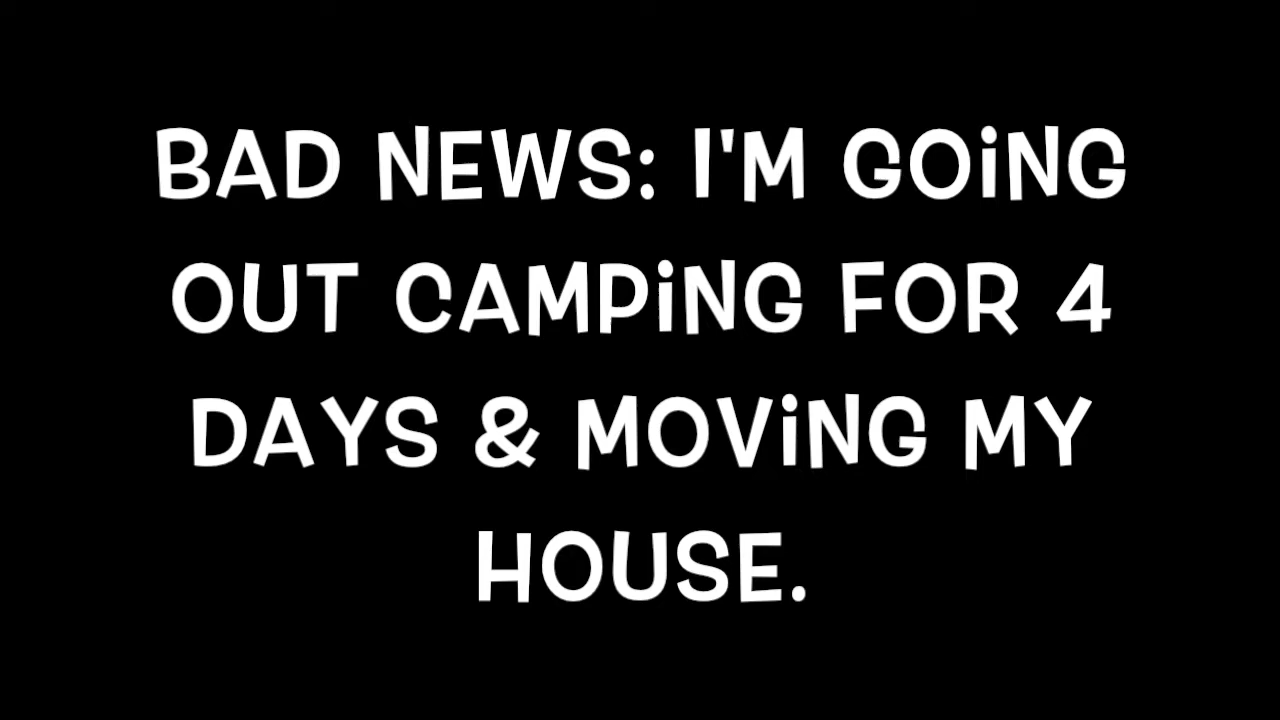 BAD NEWS: I'M GOING
OUT CAMPING FOR 4
DAYS & MOVING MY
HOUSE.